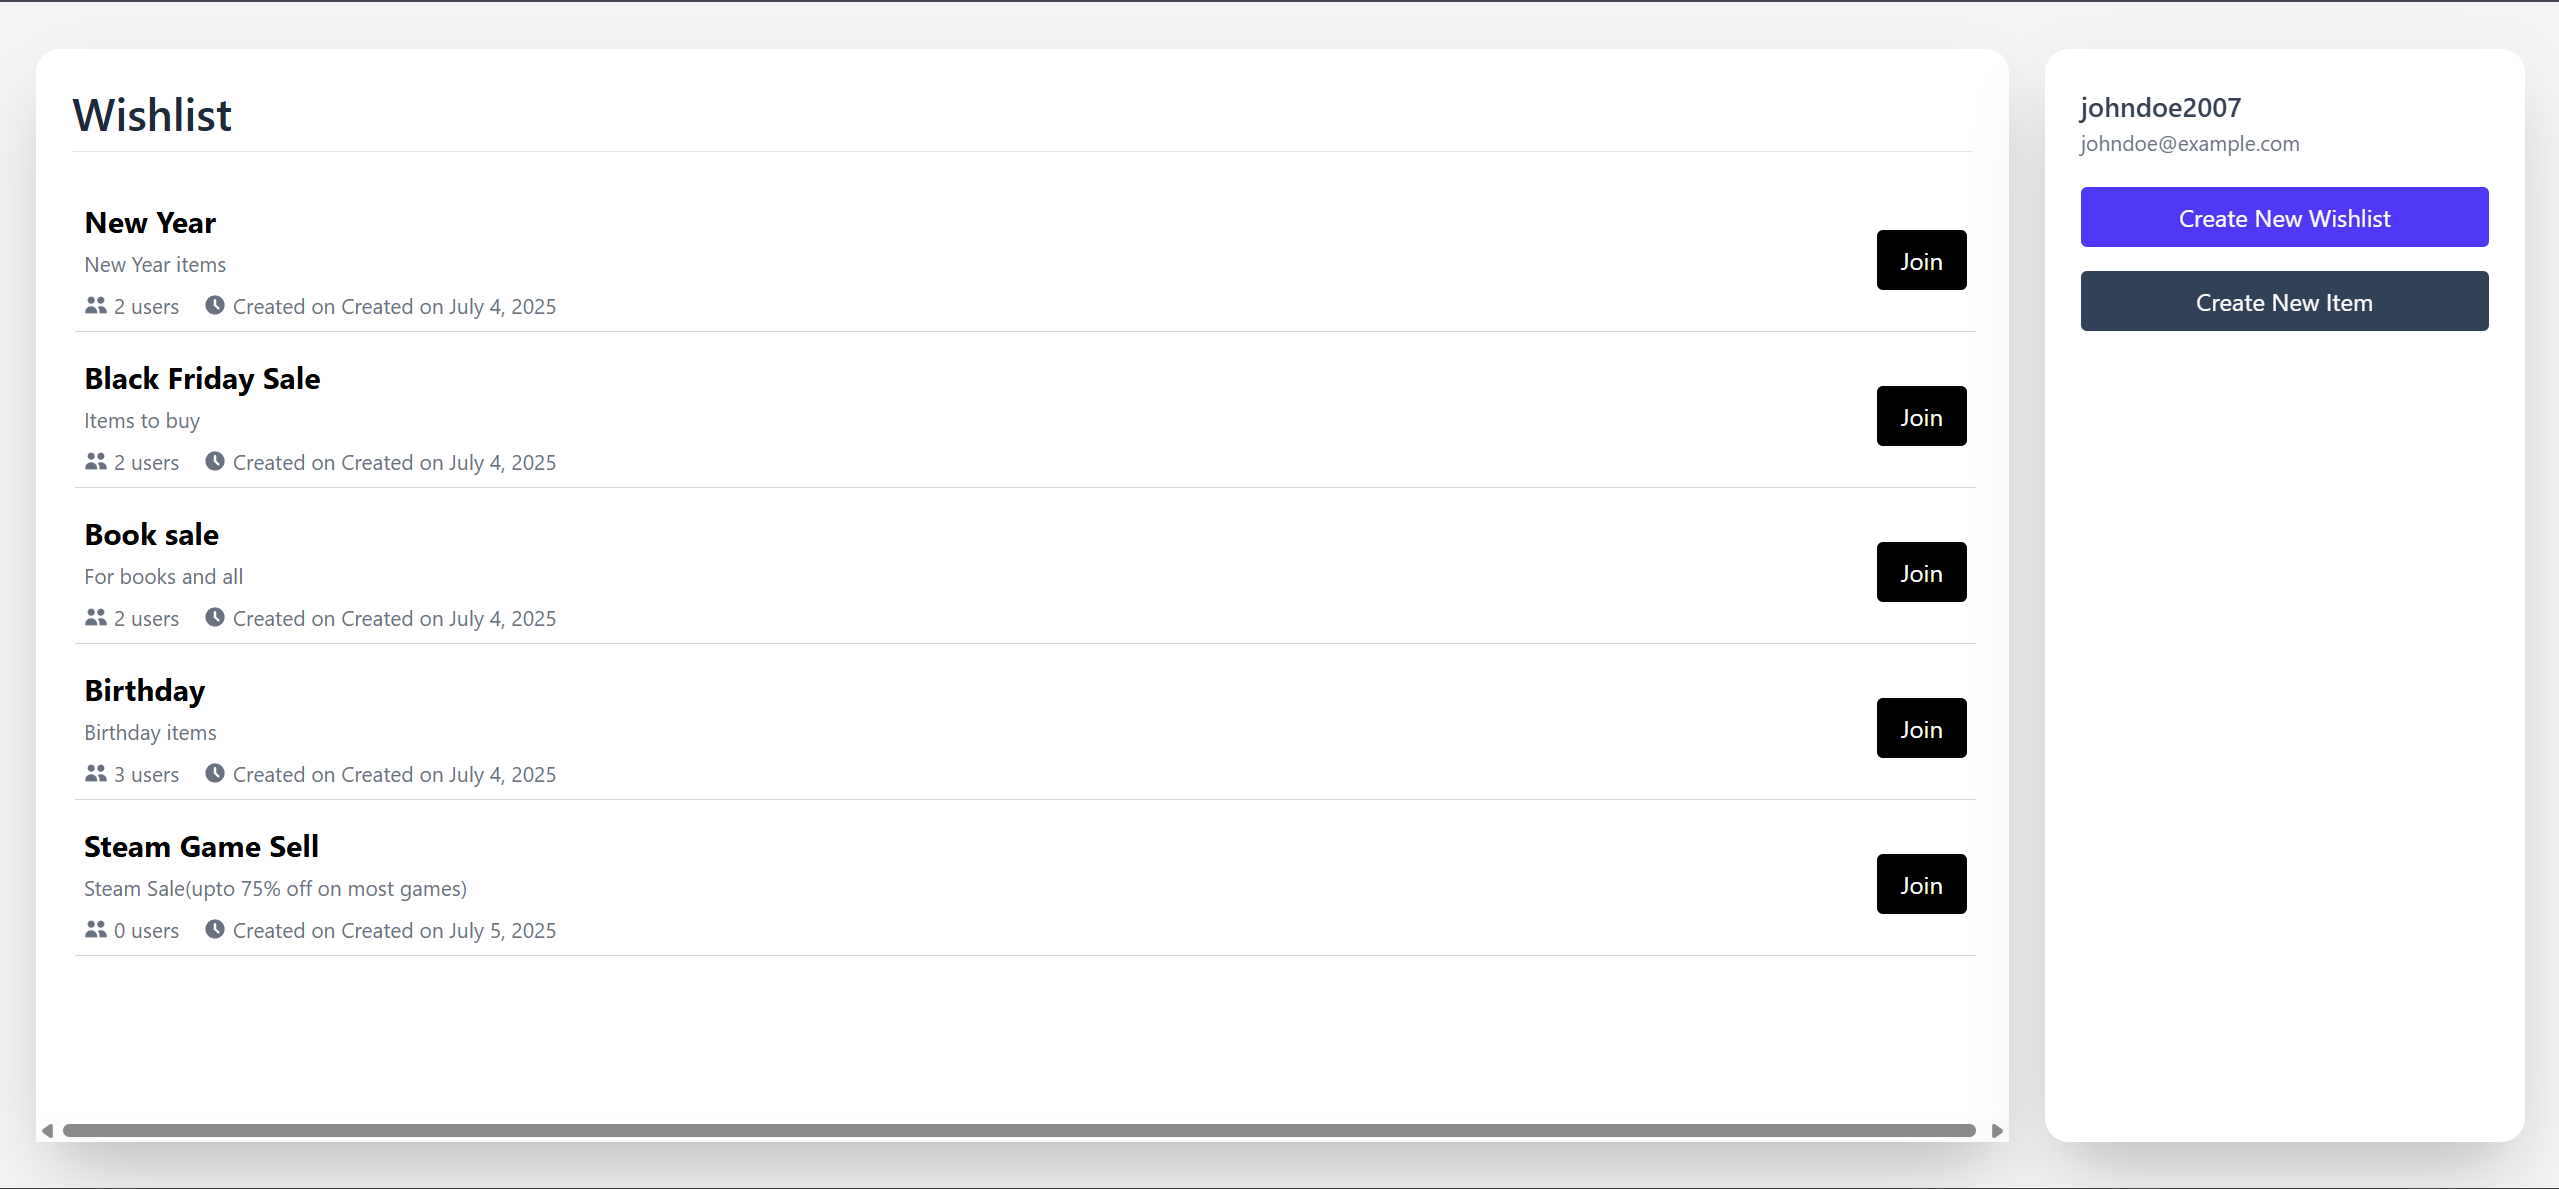 Wishlist
New Year
New Year items
2 users Created on Created on July 4, 2025
Join
Black Friday Sale
Items to buy
2 users Created on Created on July 4, 2025
Join
Book sale
For books and all
2 users Created on Created on July 4, 2025
Join
Birthday
Birthday items
3 users Created on Created on July 4, 2025
Join
Steam Game Sell
Steam Sale(upto 75% off on most games)
0 users Created on Created on July 5, 2025
Join
johndoe2007
johndoe@example.com
Create New Wishlist
Create New Item